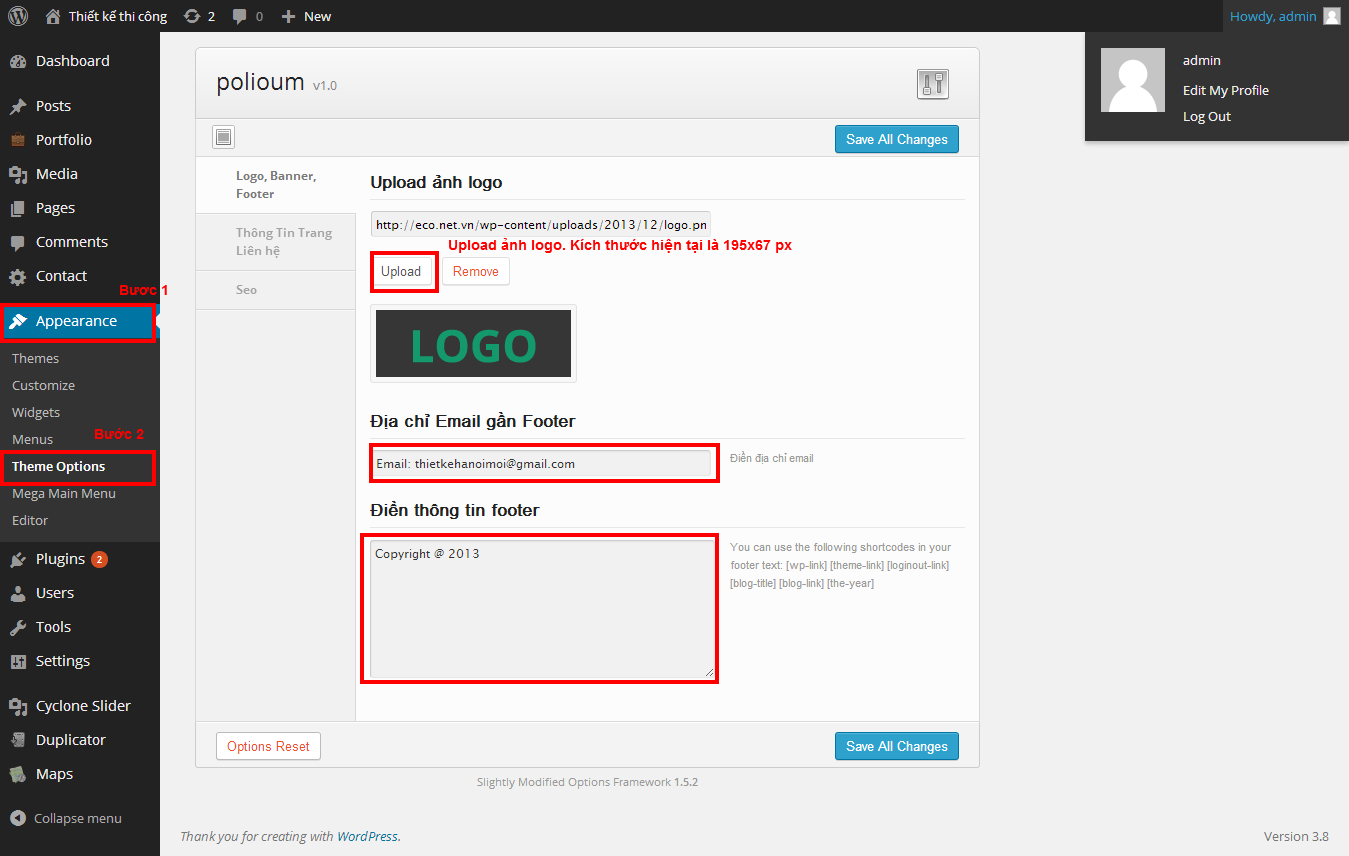 Thiết kế thi công
2
0
New
Howdy, admin
admin
Edit My Profile
Log Out
Dashboard
Posts
Portfolio
Media
Pages
Comments
Contact
Bước 1
Appearance
Themes
Customize
Widgets
Menus
Bước 2
Theme Options
Mega Main Menu
Editor
Plugins 2
Users
Tools
Settings
Cyclone Slider
Duplicator
Maps
Collapse menu
polioum v1.0
Save All Changes
Logo, Banner,
Footer
Thông Tin Trang
Liên hệ
Seo
Upload ảnh logo
http://eco.net.vn/wp-content/uploads/2013/12/logo.pn
Upload ảnh logo. Kích thước hiện tại là 195x67 px
Upload
Remove
LOGO
Địa chỉ Email gần Footer
Email: thietkehanoimoi@gmail.com
Điền địa chỉ email
Điền thông tin footer
Copyright @ 2013
You can use the following shortcodes in your
footer text: [wp-link] [theme-link] [loginout-link]
[blog-title] [blog-link] [the-year]
Options Reset
Save All Changes
Slightly Modified Options Framework 1.5.2
Thank you for creating with WordPress.
Version 3.8